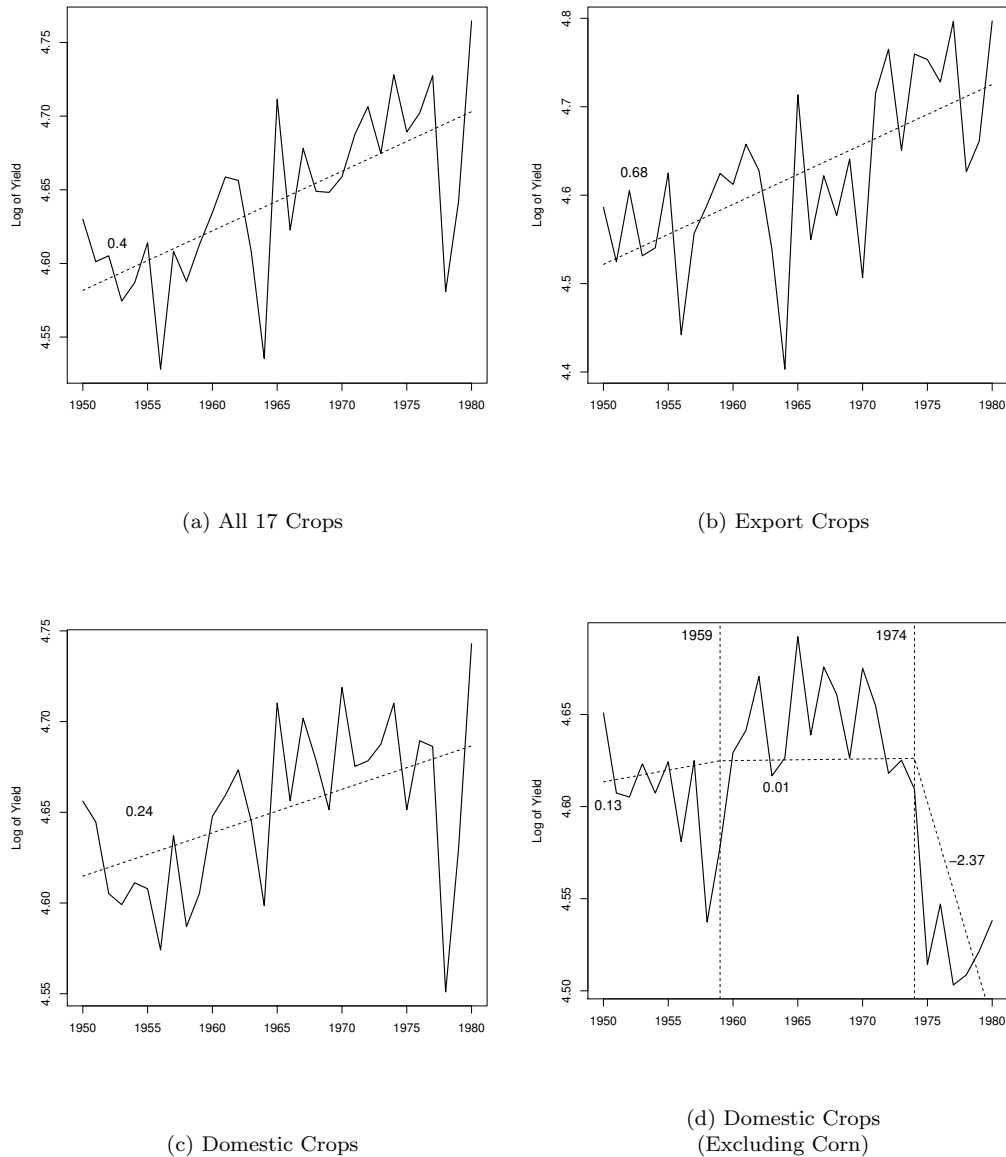 Log of Yield
4.75
4.70
4.65
4.60
4.55
0.4
1950 1955 1960 1965 1970 1975 1980
(a) All 17 Crops
Log of Yield
4.8
4.7
4.6
4.5
4.4
0.68
1950 1955 1960 1965 1970 1975 1980
(b) Export Crops
Log of Yield
4.75
4.70
4.65
4.60
4.55
0.24
1950 1955 1960 1965 1970 1975 1980
(c) Domestic Crops
Log of Yield
4.65
4.60
4.55
4.50
1959 1974
0.13
0.01
−2.37
1950 1955 1960 1965 1970 1975 1980
(d) Domestic Crops
(Excluding Corn)